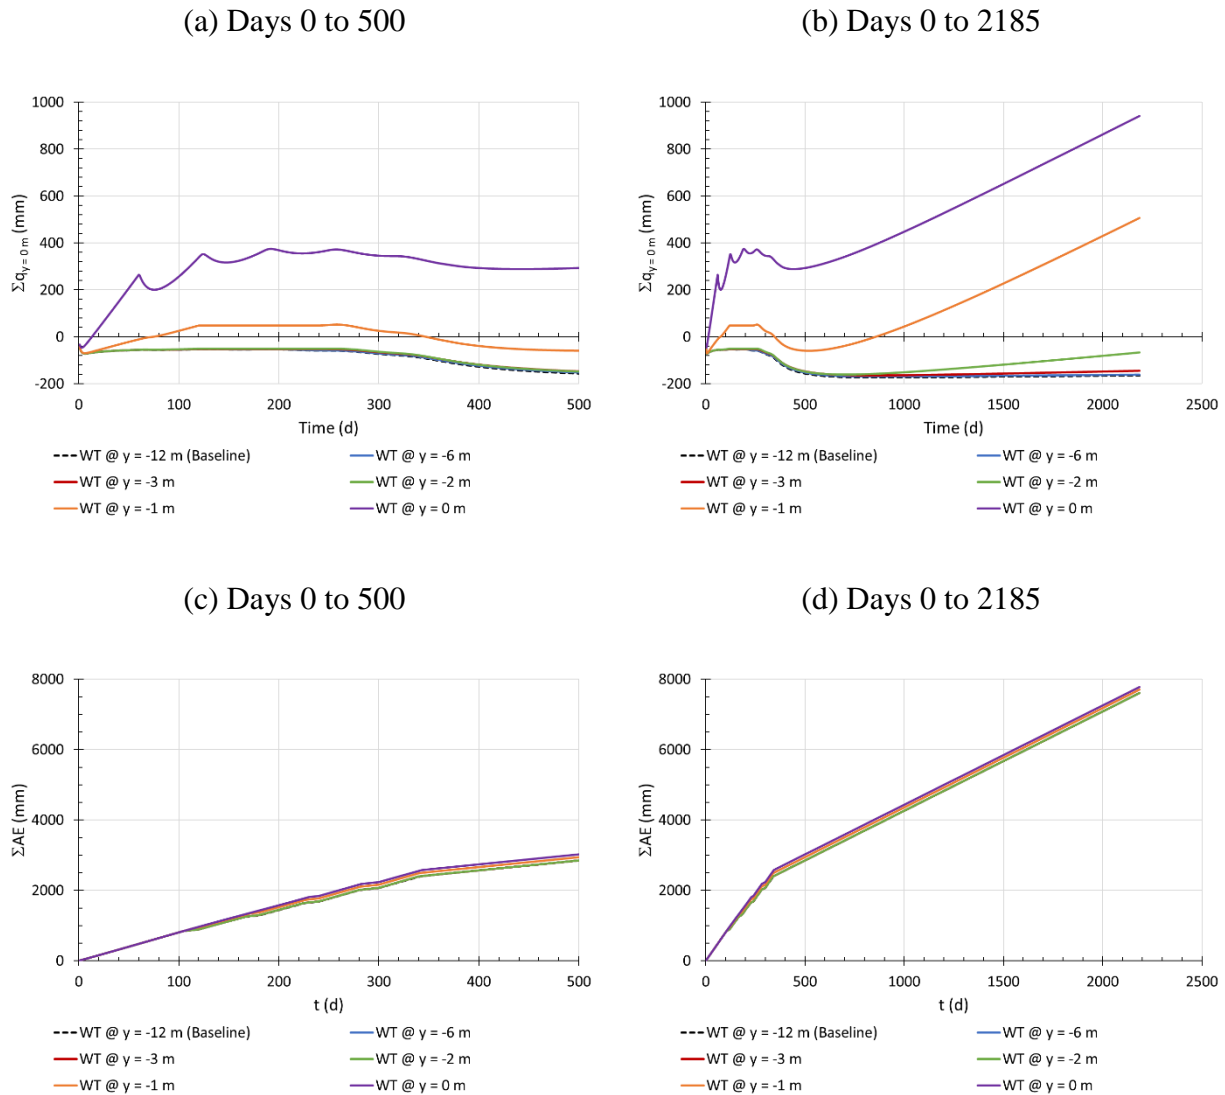 (a) Days 0 to 500
(b) Days 0 to 2185
1000
800
600
400
200
0
-200
Σq y = 0 m (mm)
0 100 200 300 400 500
Time (d)
WT @ y = -12 m (Baseline) WT @ y = -6 m
WT @ y = -3 m WT @ y = -2 m
WT @ y = -1 m WT @ y = 0 m
1000
800
600
400
200
0
-200
Σq y = 0 m (mm)
0 500 1000 1500 2000 2500
Time (d)
WT @ y = -12 m (Baseline) WT @ y = -6 m
WT @ y = -3 m WT @ y = -2 m
WT @ y = -1 m WT @ y = 0 m
(c) Days 0 to 500
(d) Days 0 to 2185
8000
6000
4000
2000
0
ΣAE (mm)
0 100 200 300 400 500
t (d)
WT @ y = -12 m (Baseline) WT @ y = -6 m
WT @ y = -3 m WT @ y = -2 m
WT @ y = -1 m WT @ y = 0 m
8000
6000
4000
2000
0
ΣAE (mm)
0 500 1000 1500 2000 2500
t (d)
WT @ y = -12 m (Baseline) WT @ y = -6 m
WT @ y = -3 m WT @ y = -2 m
WT @ y = -1 m WT @ y = 0 m